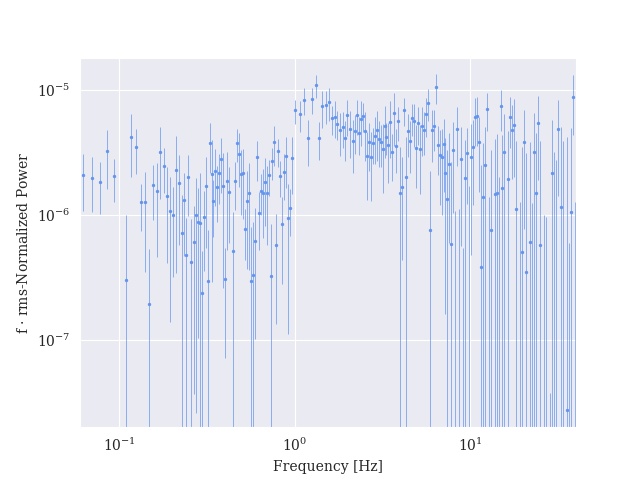 f · rms-Normalized Power
10⁻⁵
10⁻⁶
10⁻⁷
10⁻¹ 10⁰ 10¹
Frequency [Hz]